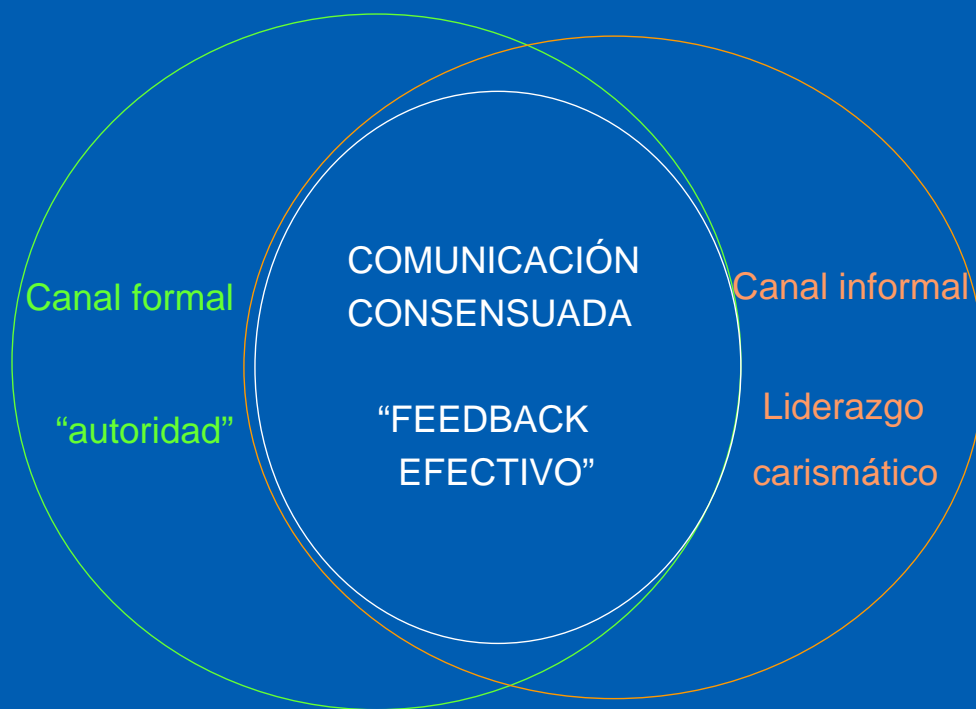 Canal formal
“autoridad”
COMUNICACIÓN
CONSENSUADA
“FEEDBACK
EFECTIVO”
Canal informal
Liderazgo
carismático